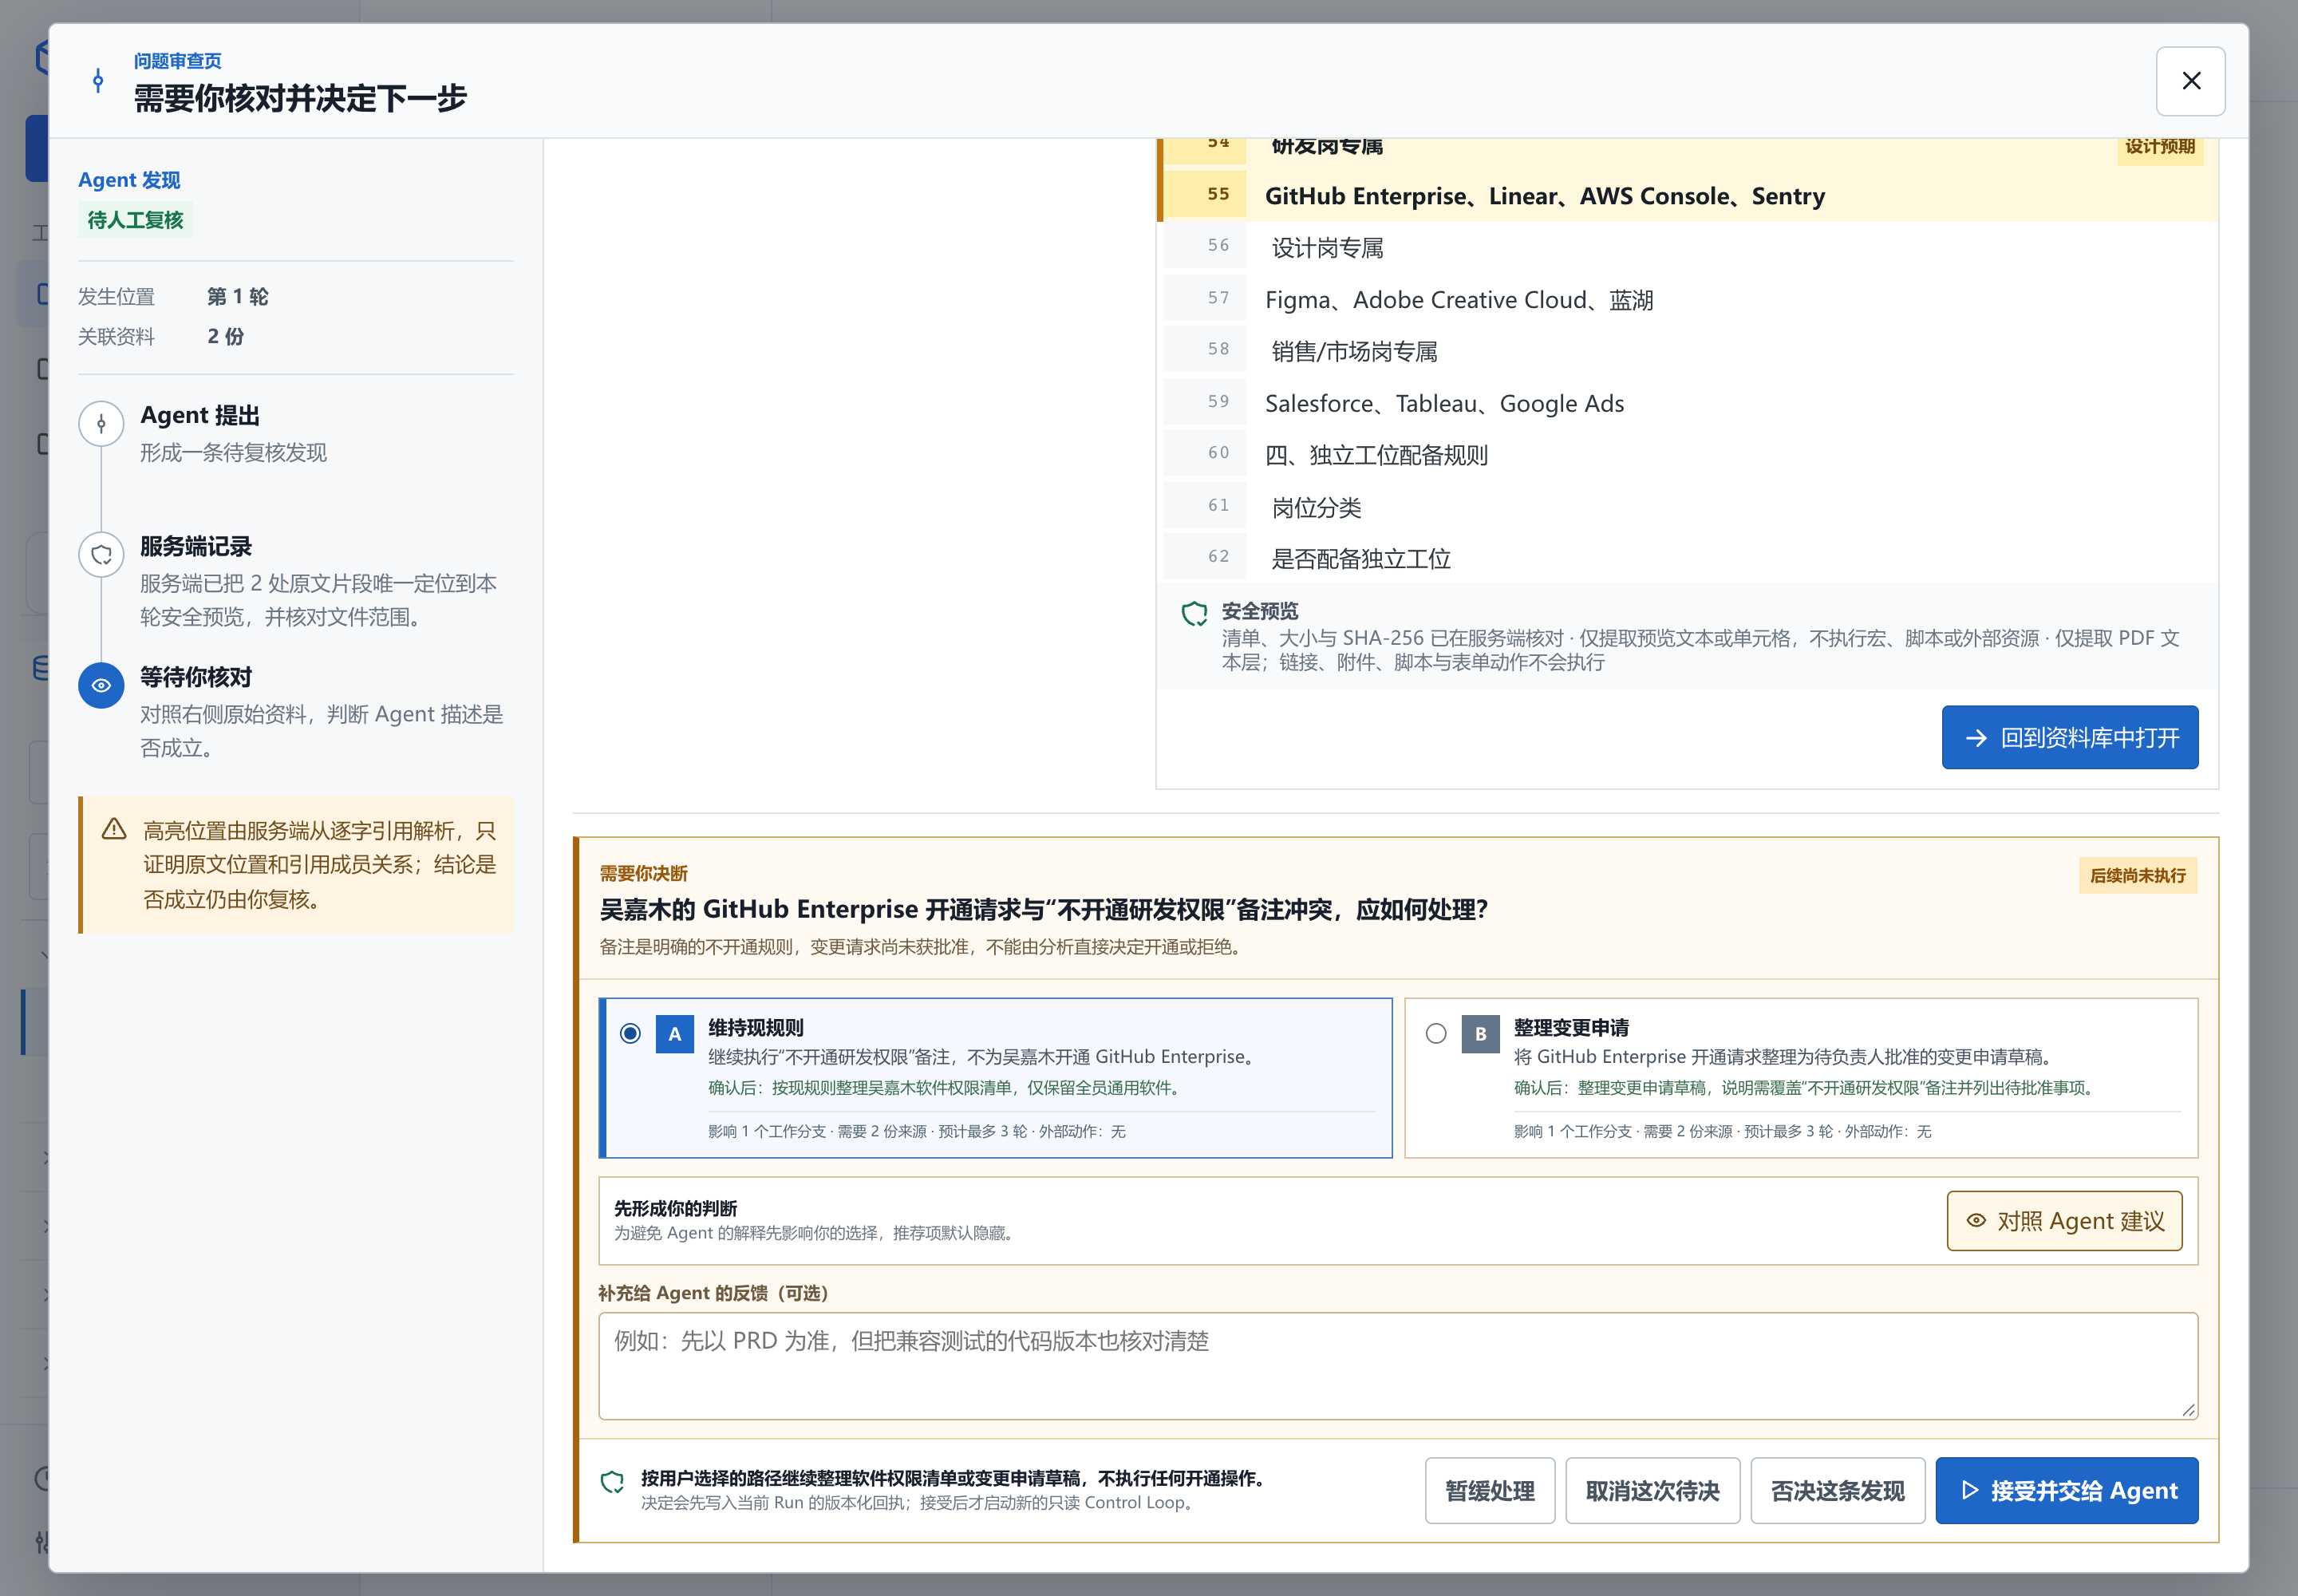 问题审查页
需要你核对并决定下一步
Agent 发现
待人工复核
发生位置 第 1 轮
关联资料 2 份
Agent 提出
形成一条待复核发现
服务端记录
服务端已把 2 处原文片段唯一定位到本
轮安全预览，并核对文件范围。
等待你核对
对照右侧原始资料，判断 Agent 描述是
否成立。
高亮位置由服务端从逐字引用解析，只
证明原文位置和引用成员关系；结论是
否成立仍由你复核。
54 研发岗专属 设计预期
55 GitHub Enterprise、Linear、AWS Console、Sentry
56 设计岗专属
57 Figma、Adobe Creative Cloud、蓝湖
58 销售/市场岗专属
59 Salesforce、Tableau、Google Ads
60 四、独立工位配备规则
61 岗位分类
62 是否配备独立工位
安全预览
清单、大小与 SHA-256 已在服务端核对 · 仅提取预览文本或单元格，不执行宏、脚本或外部资源 · 仅提取 PDF 文
本层；链接、附件、脚本与表单动作不会执行
回到资料库中打开
需要你决断
后续尚未执行
吴嘉木的 GitHub Enterprise 开通请求与“不开通研发权限”备注冲突，应如何处理？
备注是明确的不开通规则，变更请求尚未获批准，不能由分析直接决定开通或拒绝。
A 维持现规则
继续执行“不开通研发权限”备注，不为吴嘉木开通 GitHub Enterprise。
确认后：按现规则整理吴嘉木软件权限清单，仅保留全员通用软件。
影响 1 个工作分支 · 需要 2 份来源 · 预计最多 3 轮 · 外部动作：无
B 整理变更申请
将 GitHub Enterprise 开通请求整理为待负责人批准的变更申请草稿。
确认后：整理变更申请草稿，说明需覆盖“不开通研发权限”备注并列出待批准事项。
影响 1 个工作分支 · 需要 2 份来源 · 预计最多 3 轮 · 外部动作：无
先形成你的判断
为避免 Agent 的解释先影响你的选择，推荐项默认隐藏。
对照 Agent 建议
补充给 Agent 的反馈（可选）
例如：先以 PRD 为准，但把兼容测试的代码版本也核对清楚
按用户选择的路径继续整理软件权限清单或变更申请草稿，不执行任何开通操作。
决定会先写入当前 Run 的版本化回执；接受后才启动新的只读 Control Loop。
暂缓处理
取消这次待决
否决这条发现
接受并交给 Agent